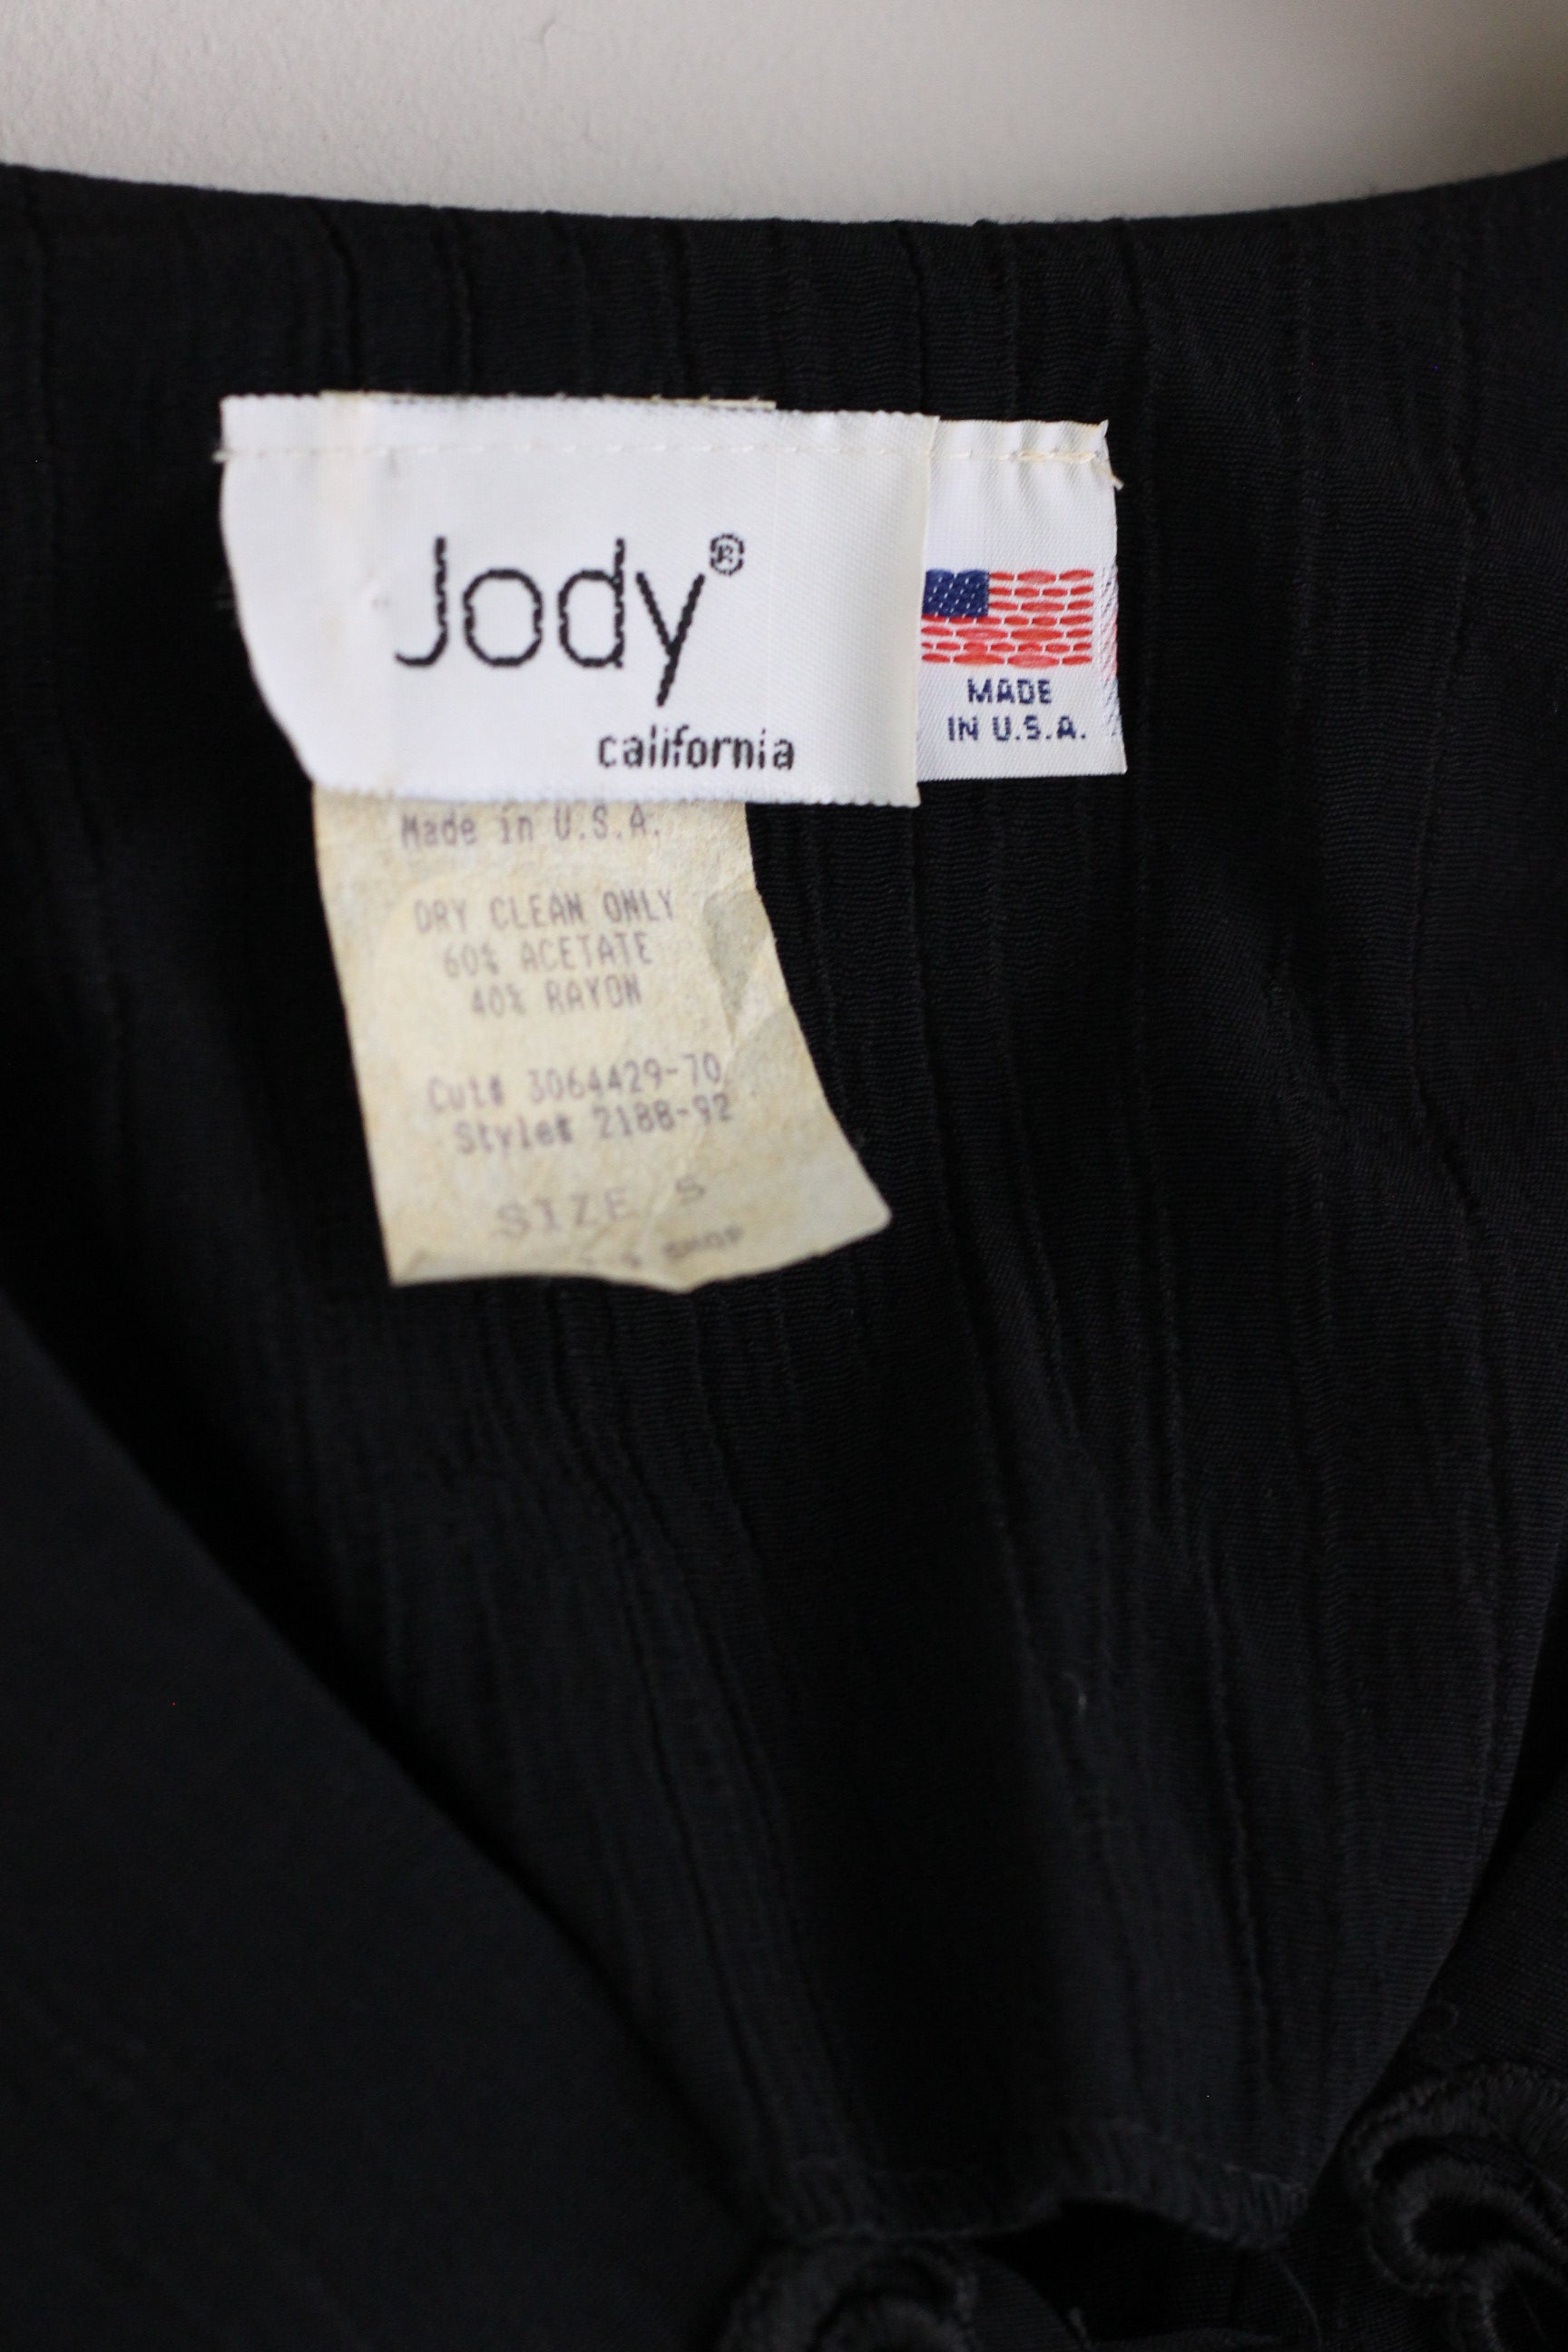 Jody®
california
MADE
IN U.S.A.
Made in U.S.A.
DRY CLEAN ONLY
60% ACETATE
40% RAYON
Cut# 3064429-70
Style# 2188-92
SIZE S
SHOP